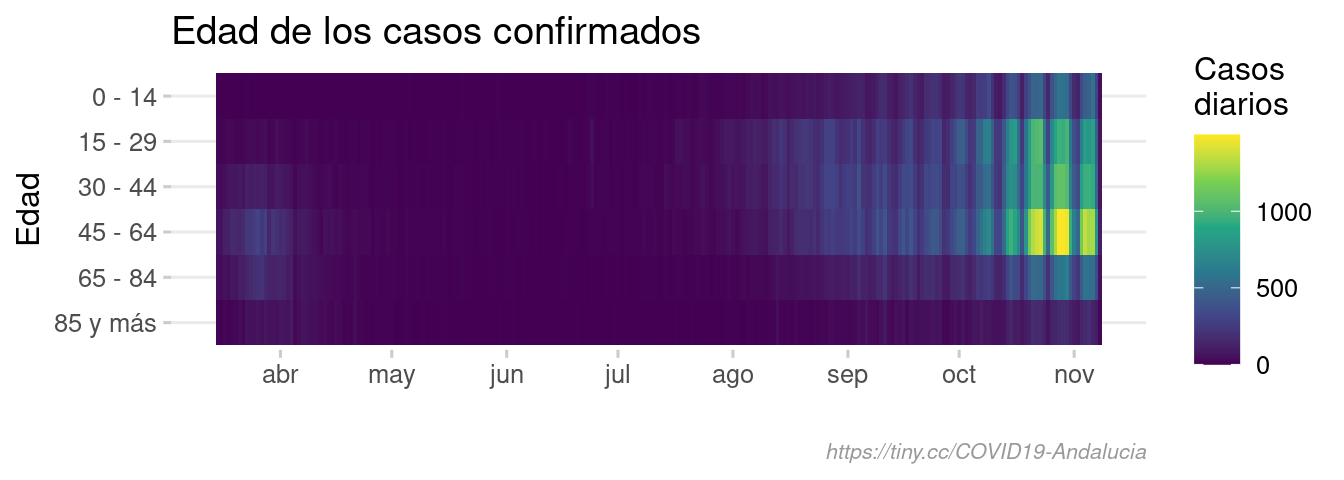 Edad de los casos confirmados
Casos
diarios
Edad
0 - 14
15 - 29
30 - 44
45 - 64
65 - 84
85 y más
1000
500
0
abr may jun jul ago sep oct nov
https://tiny.cc/COVID19-Andalucia